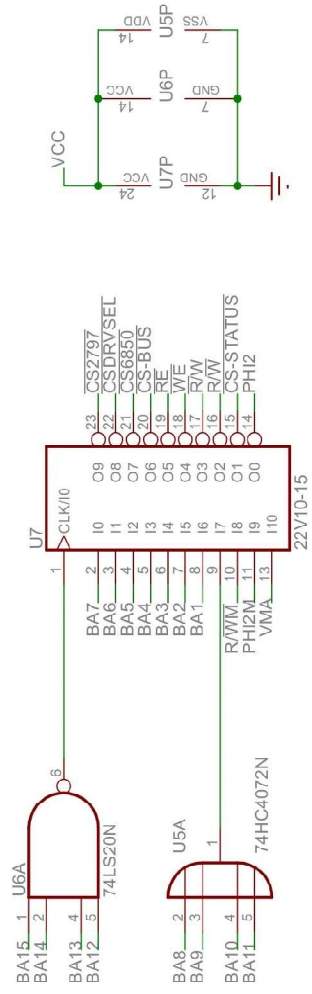 VCC
U5P
VDD 14
VSS 7
U6P
VCC 14
GND 7
U7P
VCC 24
GND 12
U7
22V10-15
CLK/I0 1
BA7 2 I0
BA6 3 I1
BA5 4 I2
BA4 5 I3
BA3 6 I4
BA2 7 I5
BA1 8 I6
9 I7
R/WM 10 I8
PHI2M 11 I9
VMA 13 I10
O9 23 CS2797
O8 22 CSDRVSEL
O7 21 CS6850
O6 20 CS-BUS
O5 19 RE
O4 18 WE
O3 17 R/W
O2 16 R/W
O1 15 CS-STATUS
O0 14 PHI2
U6A
BA15 1
BA14 2
BA13 4
BA12 5
6
74LS20N
U5A
BA8 2
BA9 3
BA10 4
BA11 5
1
74HC4072N